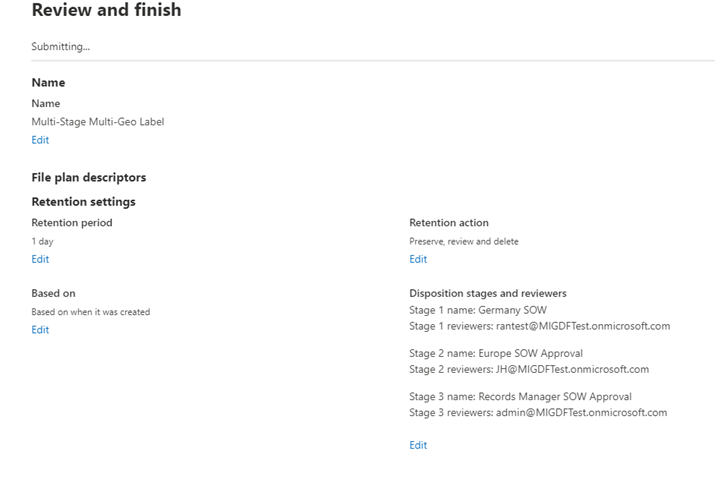 Review and finish
Submitting...
Name
Name
Multi-Stage Multi-Geo Label
Edit
File plan descriptors
Retention settings
Retention period
1 day
Edit
Retention action
Preserve, review and delete
Edit
Based on
Based on when it was created
Edit
Disposition stages and reviewers
Stage 1 name: Germany SOW
Stage 1 reviewers: rantest@MIGDFTest.onmicrosoft.com
Stage 2 name: Europe SOW Approval
Stage 2 reviewers: JH@MIGDFTest.onmicrosoft.com
Stage 3 name: Records Manager SOW Approval
Stage 3 reviewers: admin@MIGDFTest.onmicrosoft.com
Edit